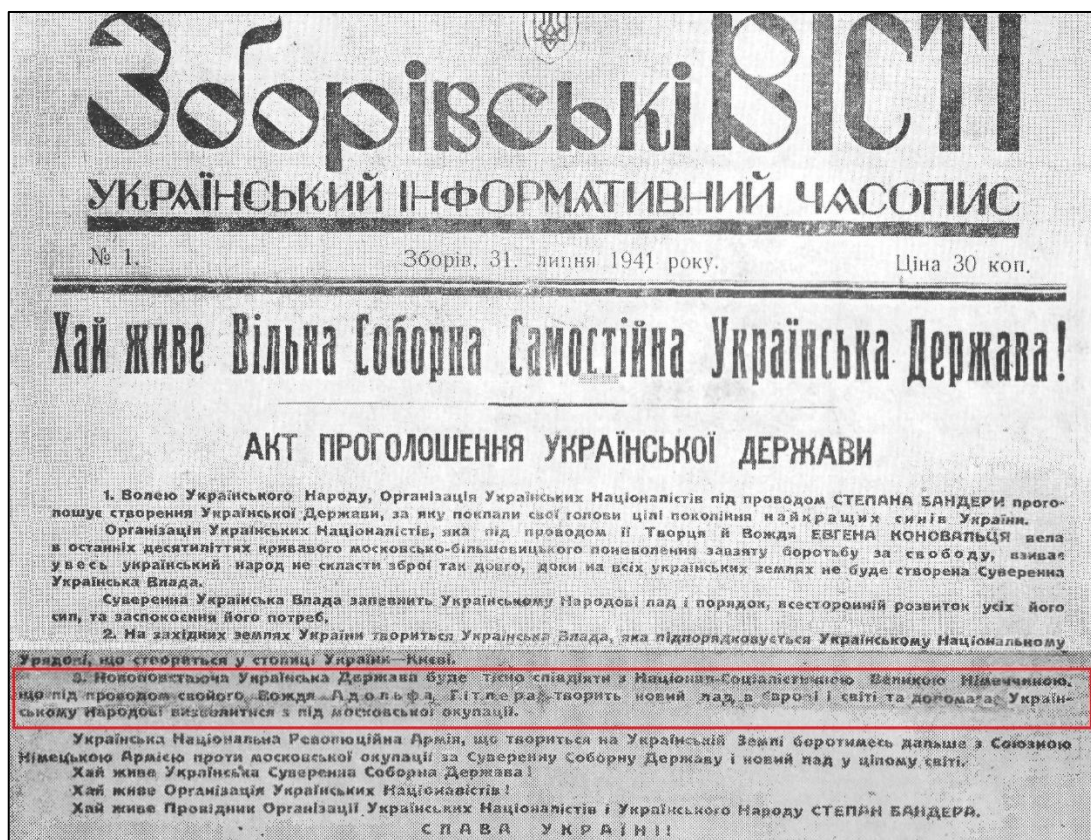 Зборівські ВІСТІ
УКРАЇНСЬКИЙ ІНФОРМАТИВНИЙ ЧАСОПИС
№ 1. Зборів, 31. липня 1941 року. Ціна 30 коп.
Хай живе Вільна Соборна Самостійна Українська Держава!
АКТ ПРОГОЛОШЕННЯ УКРАЇНСЬКОЇ ДЕРЖАВИ
1. Волею Українського Народу, Організація Українських Націоналістів під проводом СТЕПАНА БАНДЕРИ прого-
лошує створення Української Держави, за яку поклали свої голови цілі покоління найкращих синів України.
Організація Українських Націоналістів, яка під проводом її Творця й Вождя ЕВГЕНА КОНОВАЛЬЦЯ вела
в останніх десятиліттях кривавого московсько-більшовицького поневолення завзяту боротьбу за свободу, взиває
увесь український народ не скласти зброї так довго, доки на всіх українських землях не буде створена Суверенна
Українська Влада.
Суверенна Українська Влада запевнить Українському Народові лад і порядок, всесторонній розвиток усіх його
сил, та заспокоєння його потреб.
2. На західних землях України твориться Українська Влада, яка підпорядковується Українському Національному
Урядові, що створиться у столиці України—Києві.
3. Новоповстаюча Українська Держава буде тісно співдіяти з Націонал-Соціялістичною Великою Німеччиною,
що під проводом свойого Вождя Адольфа Гітлера творить новий лад в Європі і світі та допомагає Україн-
ському Народові визволитися з під московської окупації.
Українська Національна Революційна Армія, що твориться на Українській Землі боротимесь дальше з Союзною
Німецькою Армією проти московської окупації за Суверенну Соборну Державу і новий лад у цілому світі.
Хай живе Українська Суверенна Соборна Держава!
Хай живе Організація Українських Націоналістів!
Хай живе Провідник Організації Українських Націоналістів і Українського Народу СТЕПАН БАНДЕРА.
СЛАВА УКРАЇНІ!